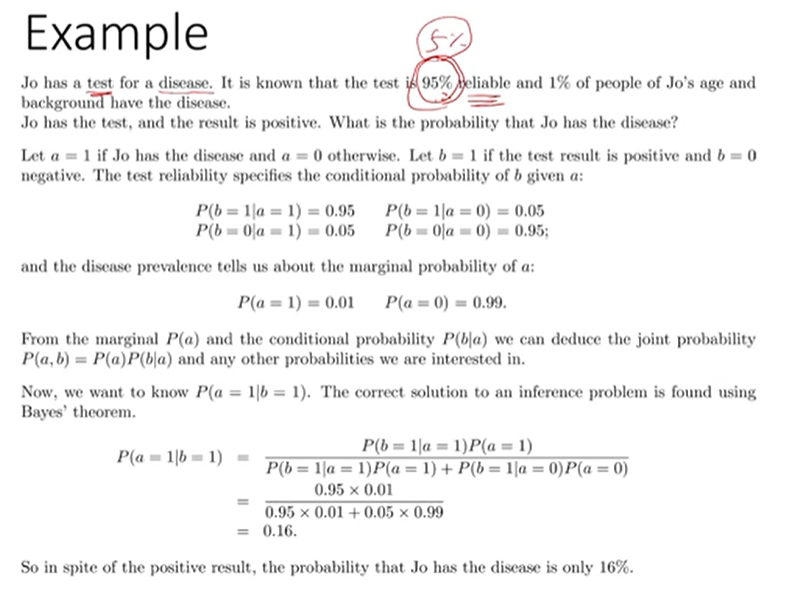 Example
5%
Jo has a test for a disease. It is known that the test is 95% reliable and 1% of people of Jo's age and
background have the disease.
Jo has the test, and the result is positive. What is the probability that Jo has the disease?
Let a = 1 if Jo has the disease and a = 0 otherwise. Let b = 1 if the test result is positive and b = 0
negative. The test reliability specifies the conditional probability of b given a:
P(b = 1|a = 1) = 0.95 P(b = 1|a = 0) = 0.05
P(b = 0|a = 1) = 0.05 P(b = 0|a = 0) = 0.95;
and the disease prevalence tells us about the marginal probability of a:
P(a = 1) = 0.01 P(a = 0) = 0.99.
From the marginal P(a) and the conditional probability P(b|a) we can deduce the joint probability
P(a, b) = P(a)P(b|a) and any other probabilities we are interested in.
Now, we want to know P(a = 1|b = 1). The correct solution to an inference problem is found using
Bayes' theorem.
P(b = 1|a = 1)P(a = 1)
P(a = 1|b = 1) =
P(b = 1|a = 1)P(a = 1) + P(b = 1|a = 0)P(a = 0)
0.95 × 0.01
=
0.95 × 0.01 + 0.05 × 0.99
= 0.16.
So in spite of the positive result, the probability that Jo has the disease is only 16%.